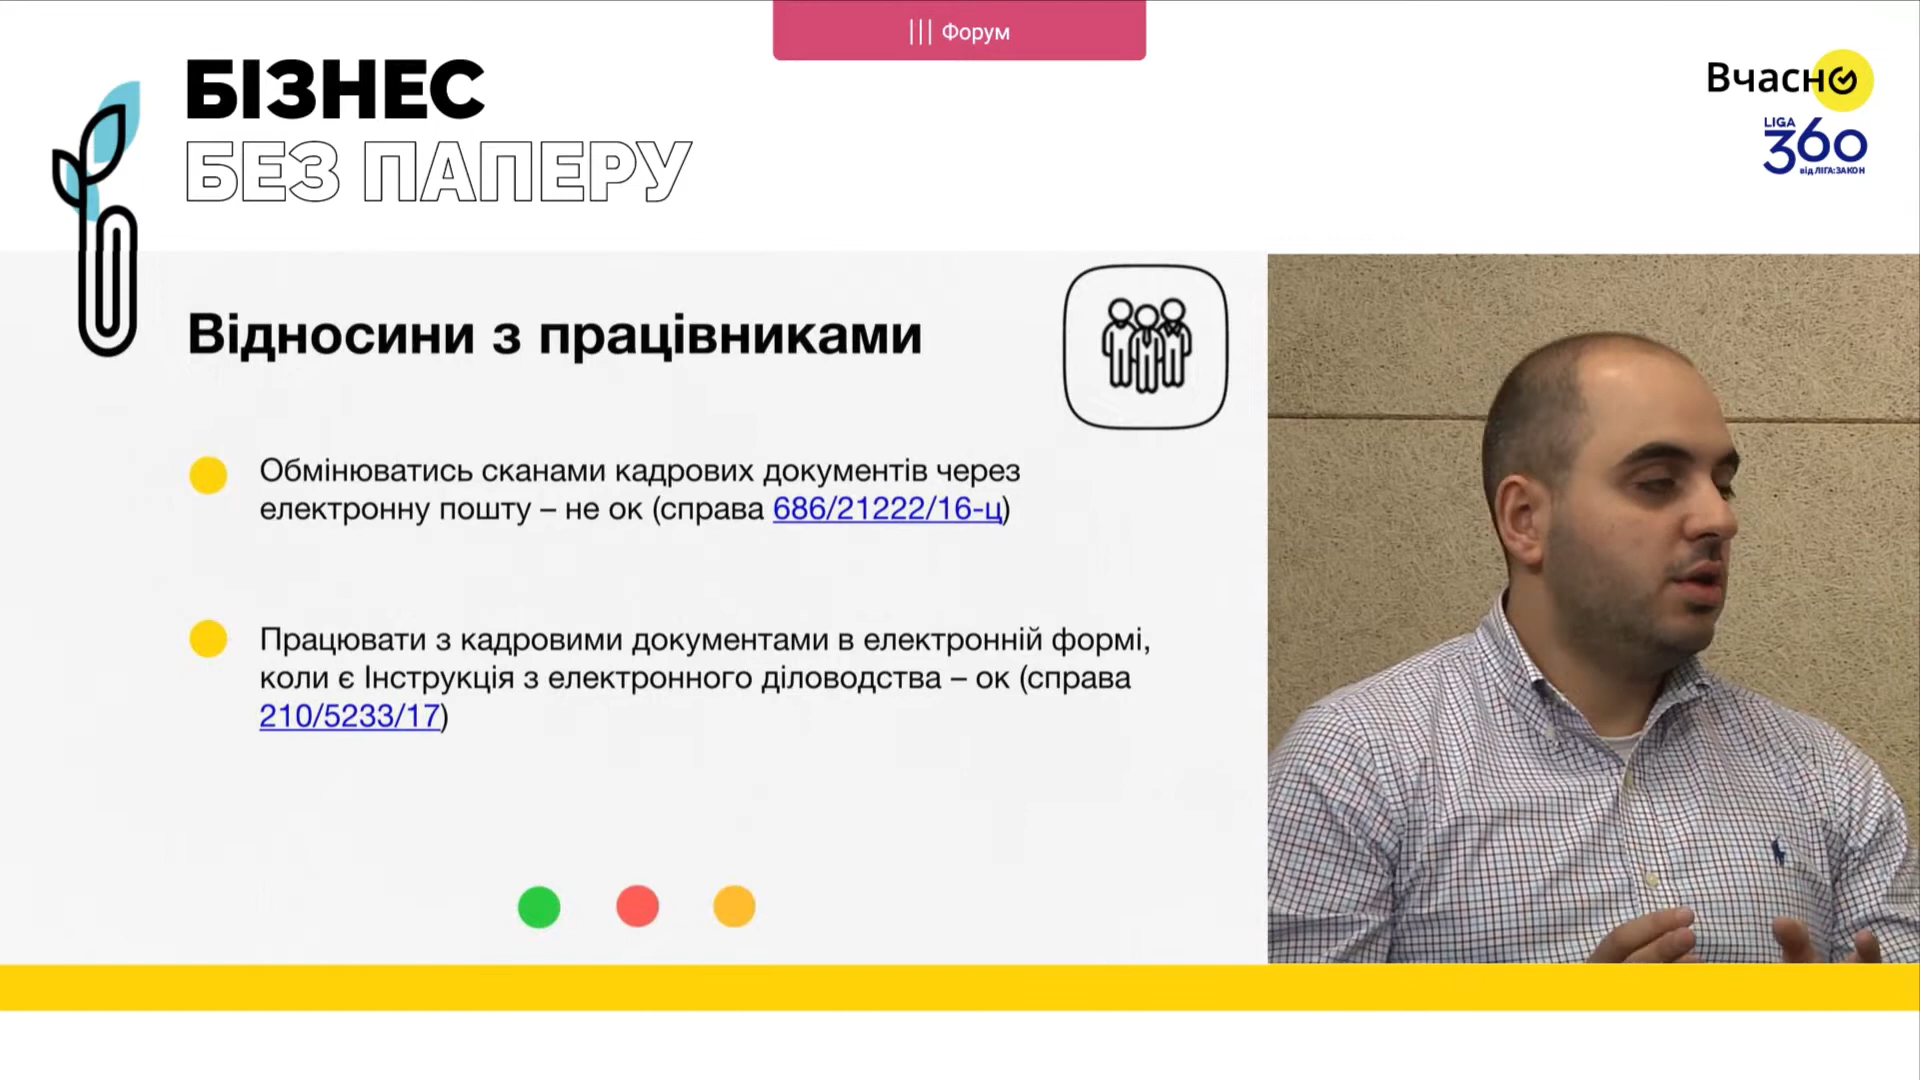 ||| Форум
БІЗНЕС
БЕЗ ПАПЕРУ
Вчасно
LIGA
360
від ЛІГА:ЗАКОН
Відносини з працівниками
Обмінюватись сканами кадрових документів через
електронну пошту – не ок (справа 686/21222/16-ц)
Працювати з кадровими документами в електронній формі,
коли є Інструкція з електронного діловодства – ок (справа
210/5233/17)